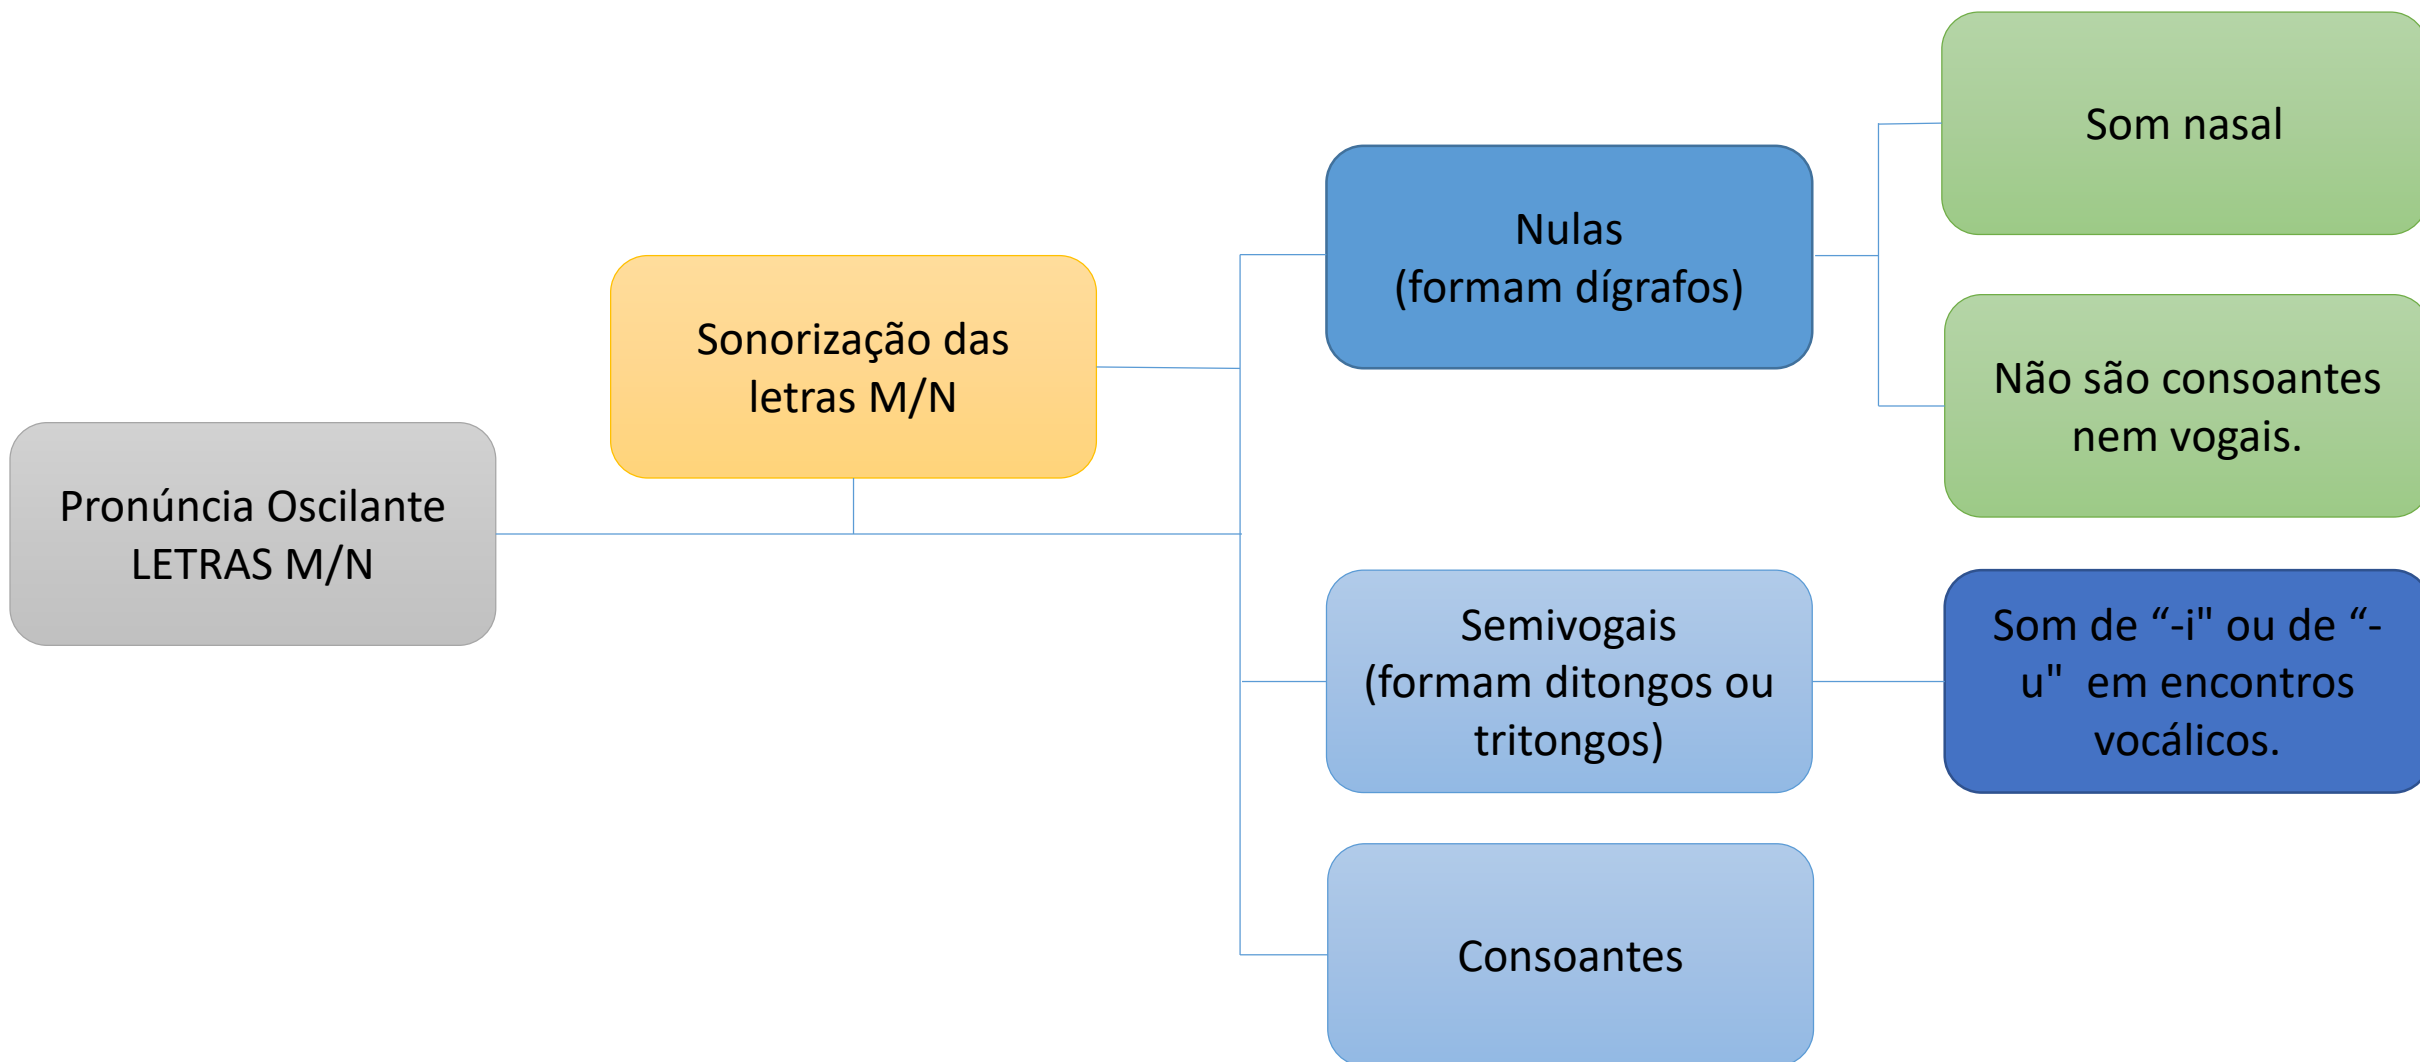 Pronúncia Oscilante
LETRAS M/N
Sonorização das
letras M/N
Nulas
(formam dígrafos)
Som nasal
Não são consoantes
nem vogais.
Semivogais
(formam ditongos ou
tritongos)
Som de “-i" ou de “-
u"  em encontros
vocálicos.
Consoantes